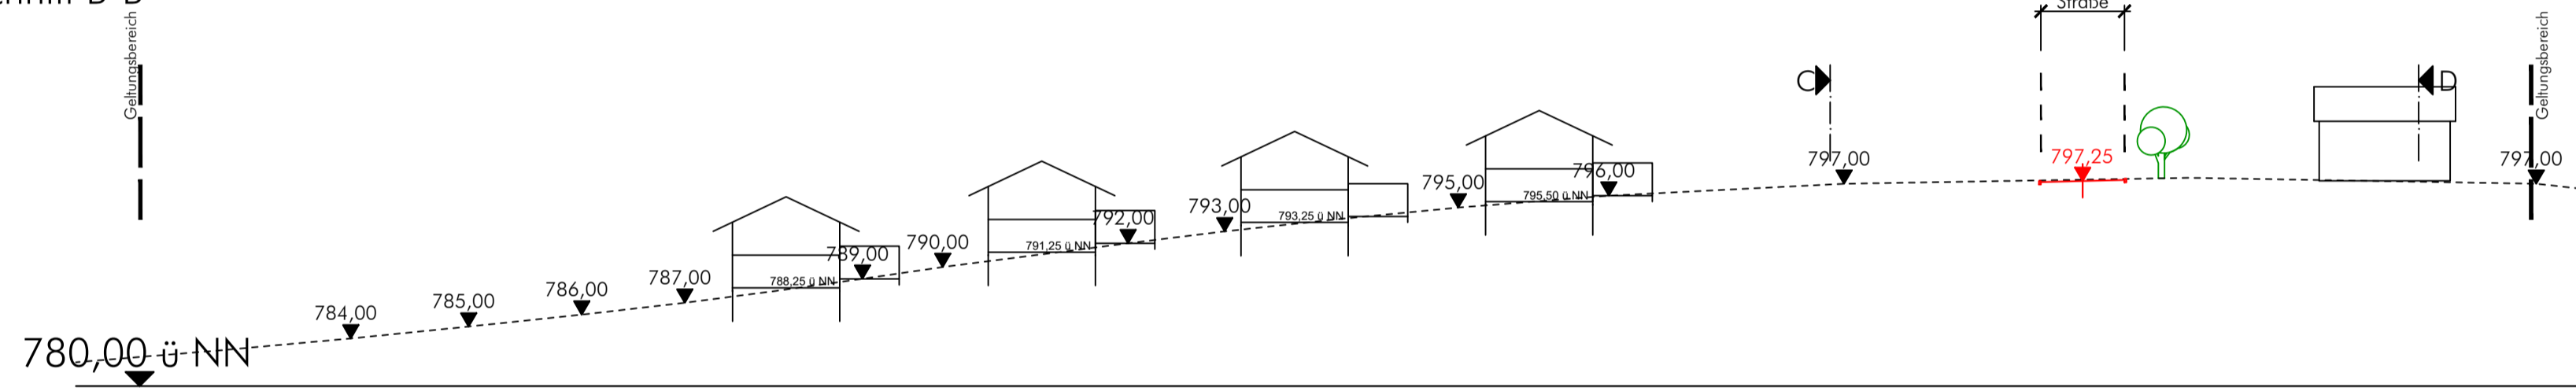 B-B
Geltungsbereich
Straße
Geltungsbereich
C
D
797,00
797,25
797,00
796,00
795,00
795,50 ü NN
793,00
793,25 ü NN
792,00
791,25 ü NN
790,00
789,00
788,25 ü NN
787,00
786,00
785,00
784,00
780,00 ü NN